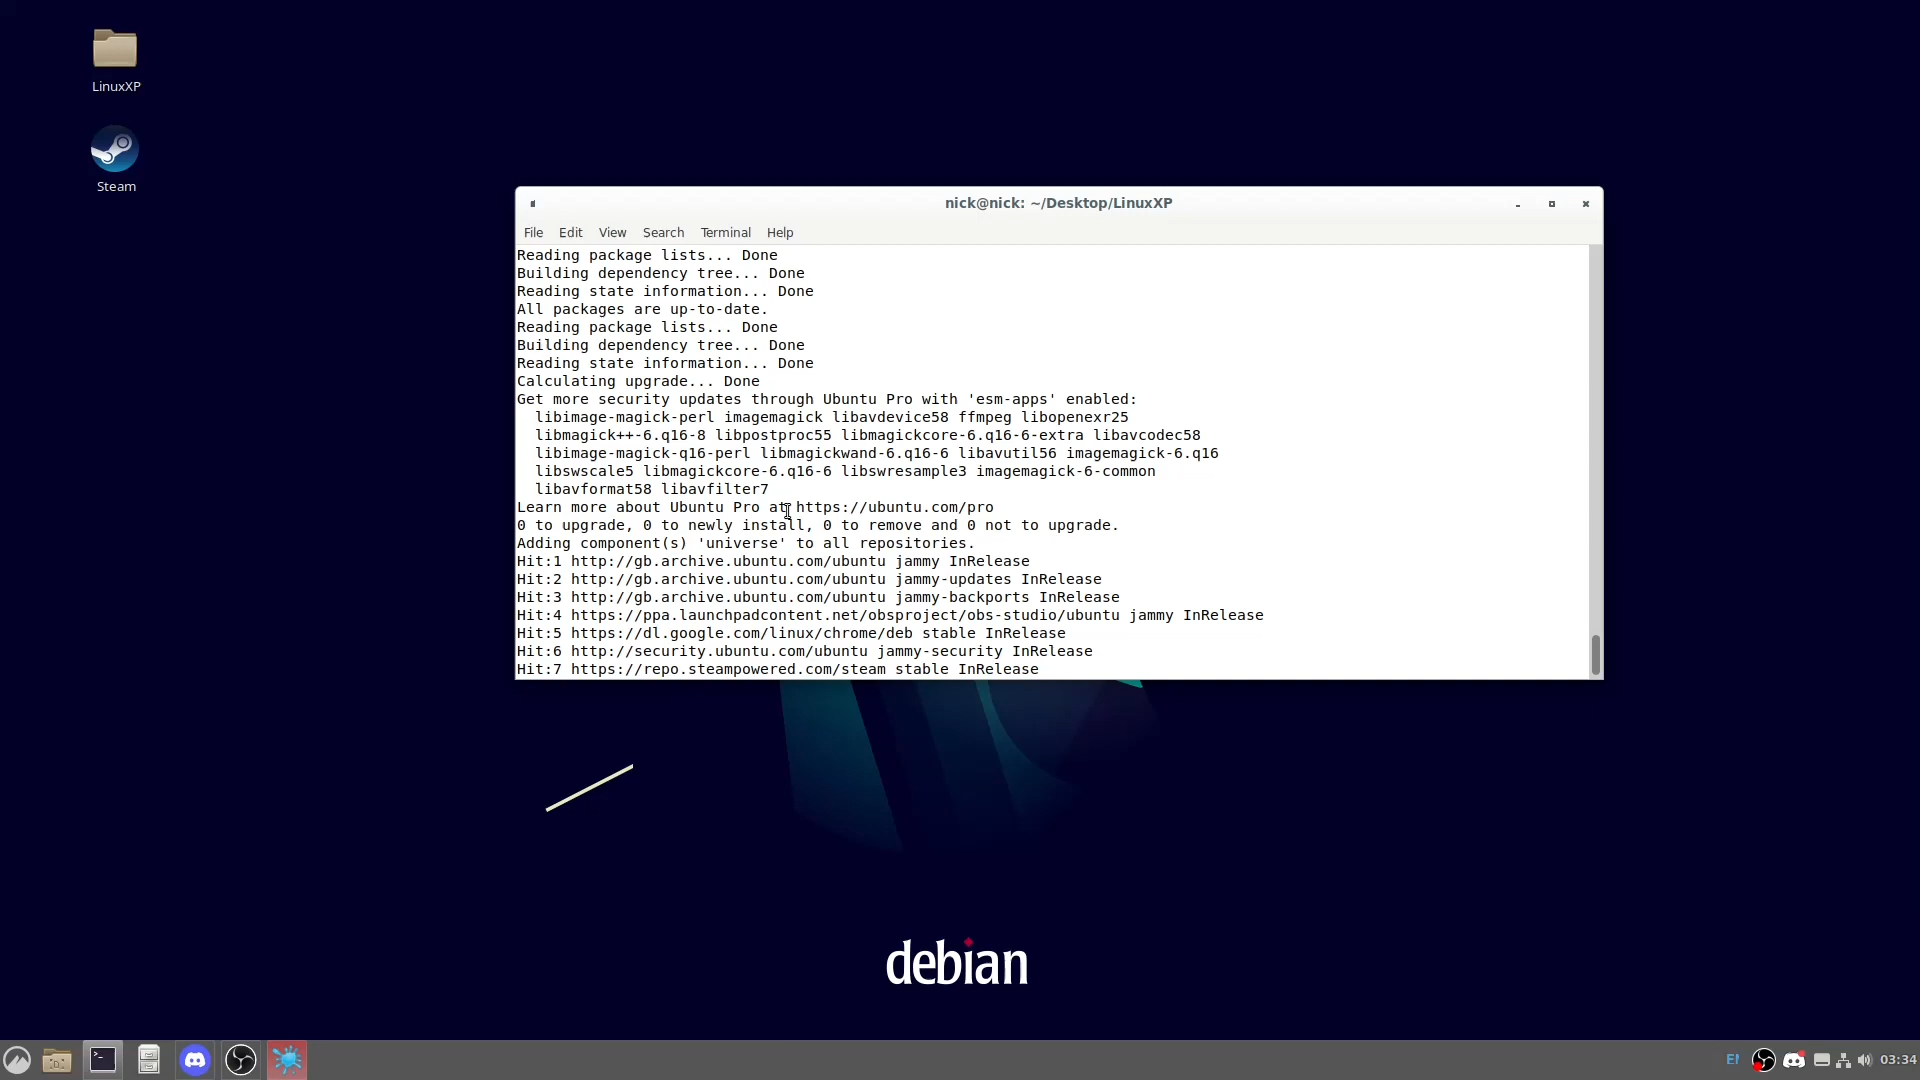 LinuxXP
Steam
nick@nick: ~/Desktop/LinuxXP
File Edit View Search Terminal Help
Reading package lists... Done
Building dependency tree... Done
Reading state information... Done
All packages are up-to-date.
Reading package lists... Done
Building dependency tree... Done
Reading state information... Done
Calculating upgrade... Done
Get more security updates through Ubuntu Pro with 'esm-apps' enabled:
libimage-magick-perl imagemagick libavdevice58 ffmpeg libopenexr25
libmagick++-6.q16-8 libpostproc55 libmagickcore-6.q16-6-extra libavcodec58
libimage-magick-q16-perl libmagickwand-6.q16-6 libavutil56 imagemagick-6.q16
libswscale5 libmagickcore-6.q16-6 libswresample3 imagemagick-6-common
libavformat58 libavfilter7
Learn more about Ubuntu Pro at https://ubuntu.com/pro
0 to upgrade, 0 to newly install, 0 to remove and 0 not to upgrade.
Adding component(s) 'universe' to all repositories.
Hit:1 http://gb.archive.ubuntu.com/ubuntu jammy InRelease
Hit:2 http://gb.archive.ubuntu.com/ubuntu jammy-updates InRelease
Hit:3 http://gb.archive.ubuntu.com/ubuntu jammy-backports InRelease
Hit:4 https://ppa.launchpadcontent.net/obsproject/obs-studio/ubuntu jammy InRelease
Hit:5 https://dl.google.com/linux/chrome/deb stable InRelease
Hit:6 http://security.ubuntu.com/ubuntu jammy-security InRelease
Hit:7 https://repo.steampowered.com/steam stable InRelease
debian
03:34